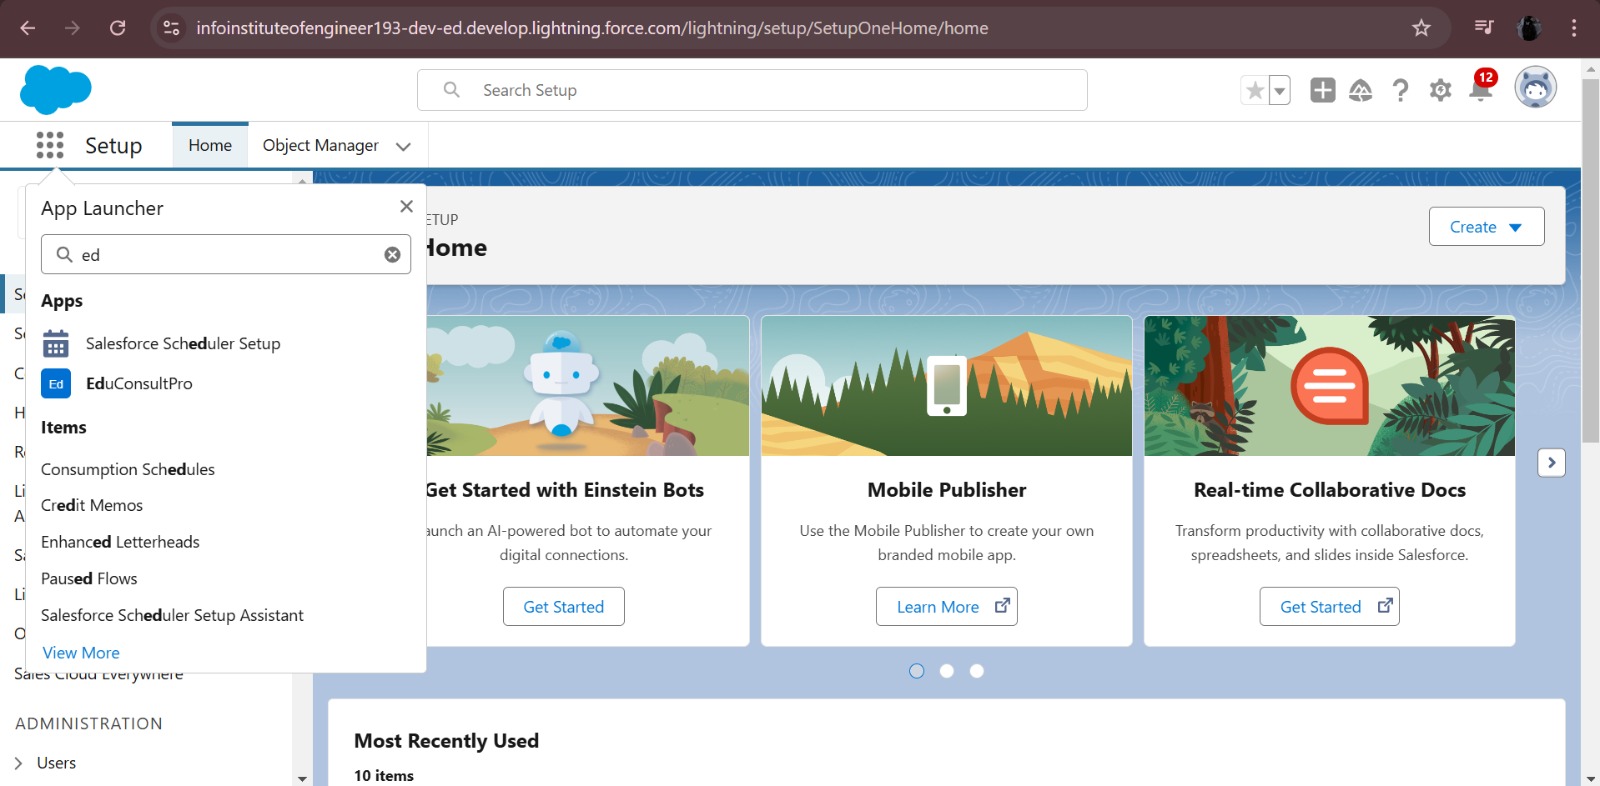 infoinstituteofengineer193-dev-ed.develop.lightning.force.com/lightning/setup/SetupOneHome/home
Search Setup
12
Setup
Home
Object Manager
App Launcher
ed
Apps
Salesforce Scheduler Setup
Ed
EduConsultPro
Items
Consumption Schedules
Credit Memos
Enhanced Letterheads
Paused Flows
Salesforce Scheduler Setup Assistant
View More
Sales Cloud Everywhere
ADMINISTRATION
Users
ETUP
Home
Create
Get Started with Einstein Bots
aunch an AI-powered bot to automate your
digital connections.
Get Started
Mobile Publisher
Use the Mobile Publisher to create your own
branded mobile app.
Learn More
Real-time Collaborative Docs
Transform productivity with collaborative docs,
spreadsheets, and slides inside Salesforce.
Get Started
Most Recently Used
10 items